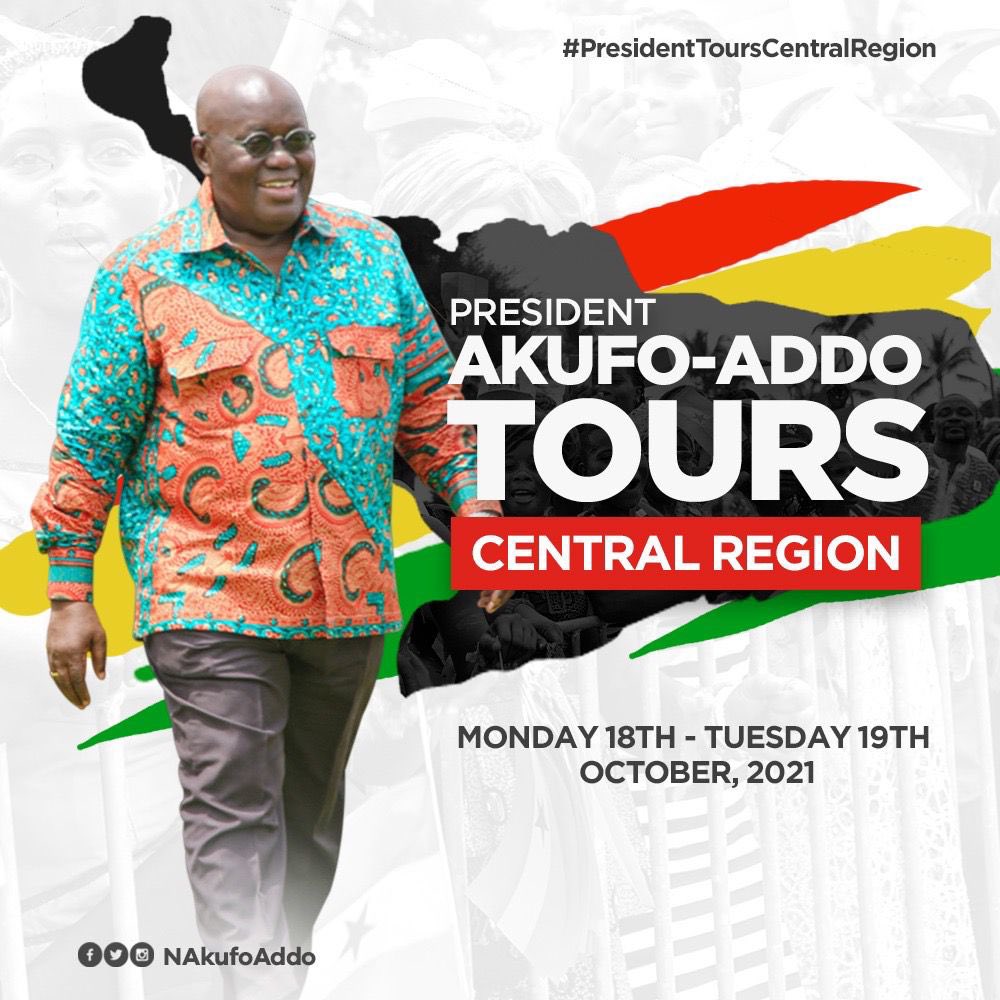 #PresidentToursCentralRegion
PRESIDENT
AKUFO-ADDO
TOURS
CENTRAL REGION
MONDAY 18TH - TUESDAY 19TH
OCTOBER, 2021
NAkufoAddo